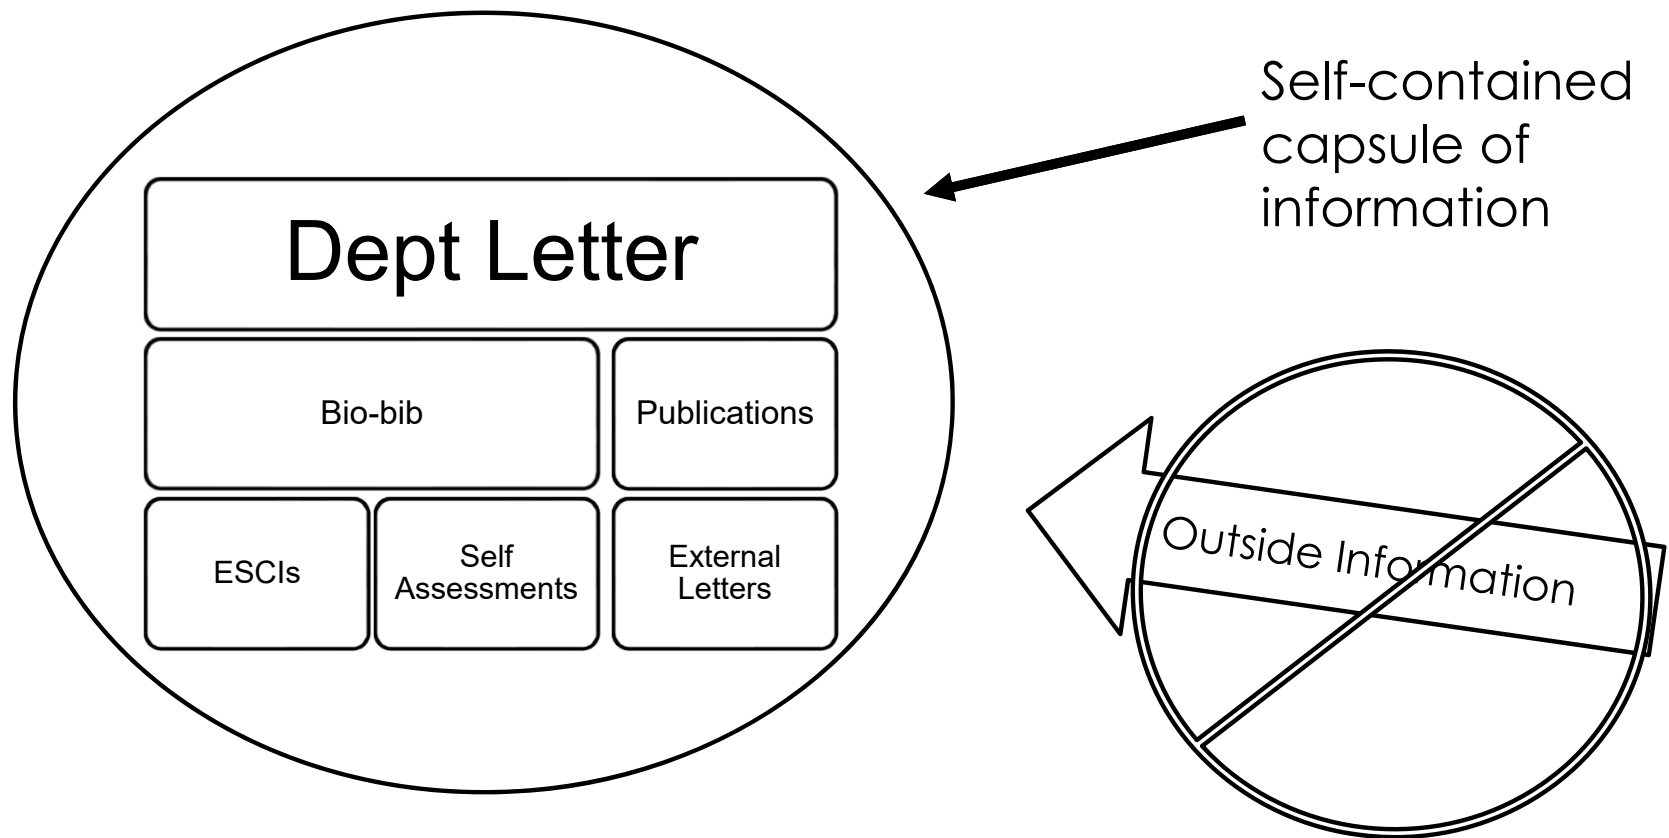 Self-contained
capsule of
information
Dept Letter
Bio-bib
Publications
ESCIs
Self
Assessments
External
Letters
Outside Information